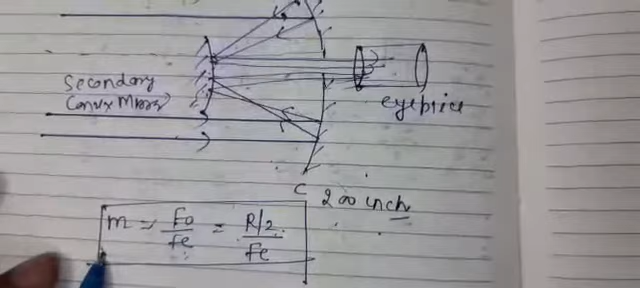 Secondary
Convex Mirror
eyepiece
C
200 inch
m = Fo/Fe = R/2/Fe